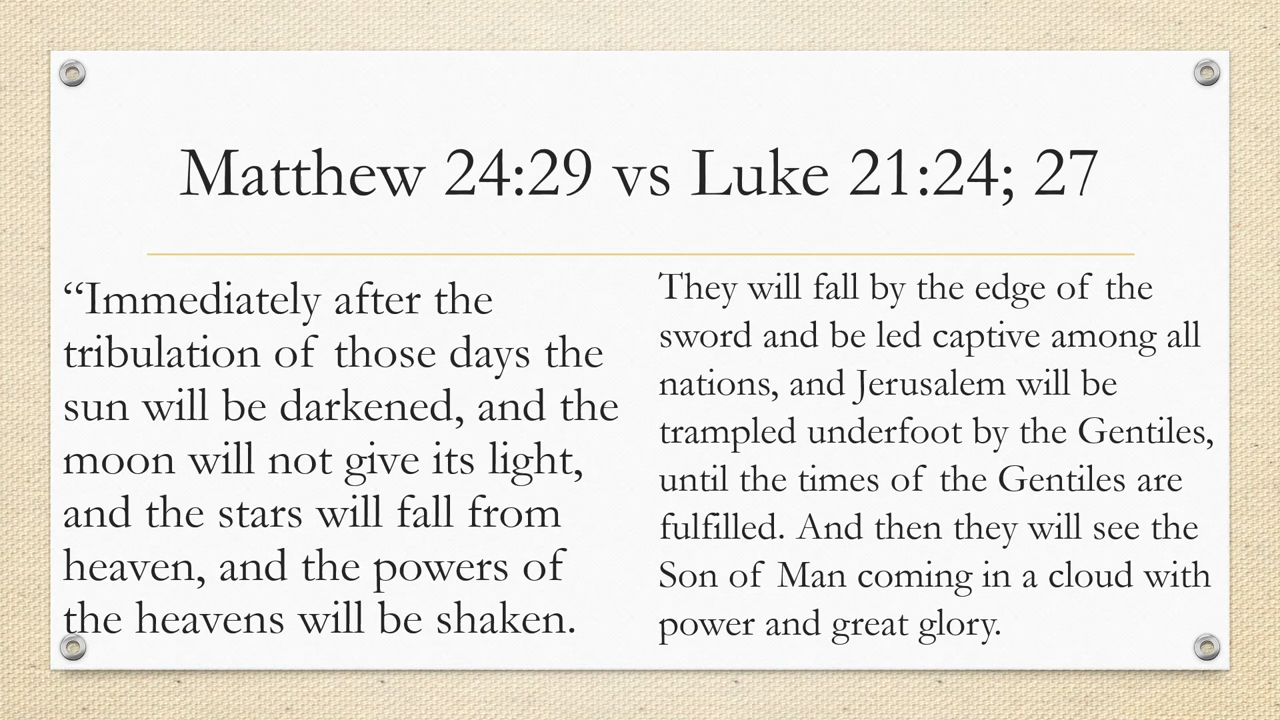 Matthew 24:29 vs Luke 21:24; 27
“Immediately after the
tribulation of those days the
sun will be darkened, and the
moon will not give its light,
and the stars will fall from
heaven, and the powers of
the heavens will be shaken.
They will fall by the edge of the
sword and be led captive among all
nations, and Jerusalem will be
trampled underfoot by the Gentiles,
until the times of the Gentiles are
fulfilled. And then they will see the
Son of Man coming in a cloud with
power and great glory.